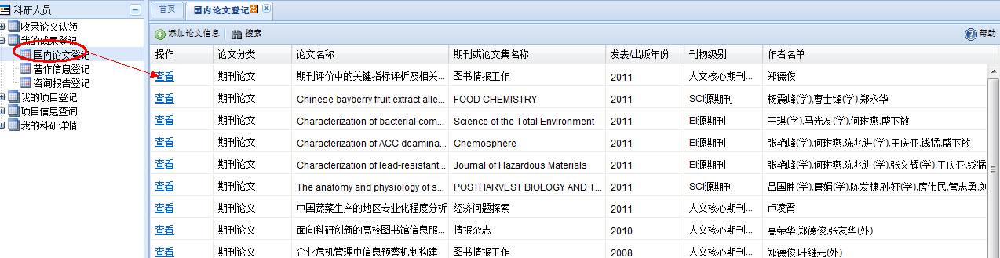 科研人员
收录论文认领
我的成果登记
国内论文登记
著作信息登记
咨询报告登记
我的项目登记
项目信息查询
我的科研详情
首页 国内论文登记
添加论文信息 搜索 帮助
操作 论文分类 论文名称 期刊或论文集名称 发表/出版年份 刊物级别 作者名单
查看 期刊论文 期刊评价中的关键指标评析及相关... 图书情报工作 2011 人文核心期刊... 郑德俊
查看 期刊论文 Chinese bayberry fruit extract alle... FOOD CHEMISTRY 2011 SCI源期刊 杨震峰(学),曹士锋(学),郑永华
查看 期刊论文 Characterization of bacterial com... Science of the Total Environment 2011 EI源期刊 王琪(学),马光友(学),何琳燕,盛下放
查看 期刊论文 Characterization of ACC deamina... Chemosphere 2011 EI源期刊 张艳峰(学),何琳燕,陈兆进(学),王庆亚,钱猛,盛下放
查看 期刊论文 Characterization of lead-resistant... Journal of Hazardous Materials 2011 EI源期刊 张艳峰(学),何琳燕,陈兆进(学),张文辉(学),王庆亚,钱猛
查看 期刊论文 The anatomy and physiology of s... POSTHARVEST BIOLOGY AND T... 2011 SCI源期刊 吕国胜(学),唐娟(学),陈发棣,孙娅(学),房伟民,管志勇,刘
查看 期刊论文 中国蔬菜生产的地区专业化程度分析 经济问题探索 2011 人文核心期刊... 卢凌霄
查看 期刊论文 面向科研创新的高校图书馆信息服... 情报杂志 2010 人文核心期刊... 高荣华,郑德俊,张友华(外)
查看 期刊论文 企业危机管理中信息预警机制构建 图书情报工作 2008 人文核心期刊... 郑德俊,叶继元(外)